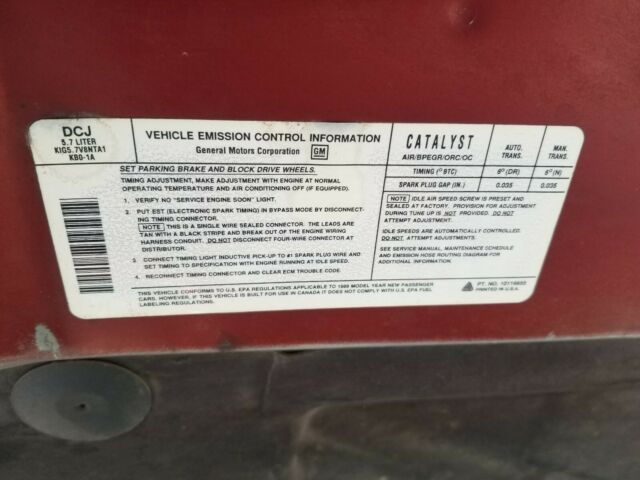 DCJ
5.7 LITER
K1G5.7V8NTA1
KBO-1A
VEHICLE EMISSION CONTROL INFORMATION
General Motors Corporation GM
CATALYST
AIR/BPEGR/ORC/OC
AUTO. TRANS.
MAN. TRANS.
TIMING (° BTC) 6° (DR) 6° (N)
SPARK PLUG GAP (IN.) 0.035 0.035
SET PARKING BRAKE AND BLOCK DRIVE WHEELS.
TIMING ADJUSTMENT, MAKE ADJUSTMENT WITH ENGINE AT NORMAL
OPERATING TEMPERATURE AND AIR CONDITIONING OFF (IF EQUIPPED).
1. VERIFY NO "SERVICE ENGINE SOON" LIGHT.
2. PUT EST (ELECTRONIC SPARK TIMING) IN BYPASS MODE BY DISCONNECT-
ING TIMING CONNECTOR.
NOTE THIS IS A SINGLE WIRE SEALED CONNECTOR. THE LEADS ARE
TAN WITH A BLACK STRIPE AND BREAK OUT OF THE ENGINE WIRING
HARNESS CONDUIT. DO NOT DISCONNECT FOUR-WIRE CONNECTOR AT
DISTRIBUTOR.
3. CONNECT TIMING LIGHT INDUCTIVE PICK-UP TO #1 SPARK PLUG WIRE AND
SET TIMING TO SPECIFICATION WITH ENGINE RUNNING AT IDLE SPEED.
4. RECONNECT TIMING CONNECTOR AND CLEAR ECM TROUBLE CODE.
NOTE IDLE AIR SPEED SCREW IS PRESET AND
SEALED AT FACTORY. PROVISION FOR ADJUSTMENT
DURING TUNE UP IS NOT PROVIDED. DO NOT
ATTEMPT ADJUSTMENT.
IDLE SPEEDS ARE AUTOMATICALLY CONTROLLED.
DO NOT ATTEMPT ADJUSTMENTS.
SEE SERVICE MANUAL, MAINTENANCE SCHEDULE
AND EMISSION HOSE ROUTING DIAGRAM FOR
ADDITIONAL INFORMATION.
THIS VEHICLE CONFORMS TO U.S. EPA REGULATIONS APPLICABLE TO 1989 MODEL YEAR NEW PASSENGER
CARS. HOWEVER, IF THIS VEHICLE IS BUILT FOR USE IN CANADA IT DOES NOT COMPLY WITH U.S. EPA FUEL
LABELING REGULATIONS.
PT. NO.
PRINTED IN U.S.A.